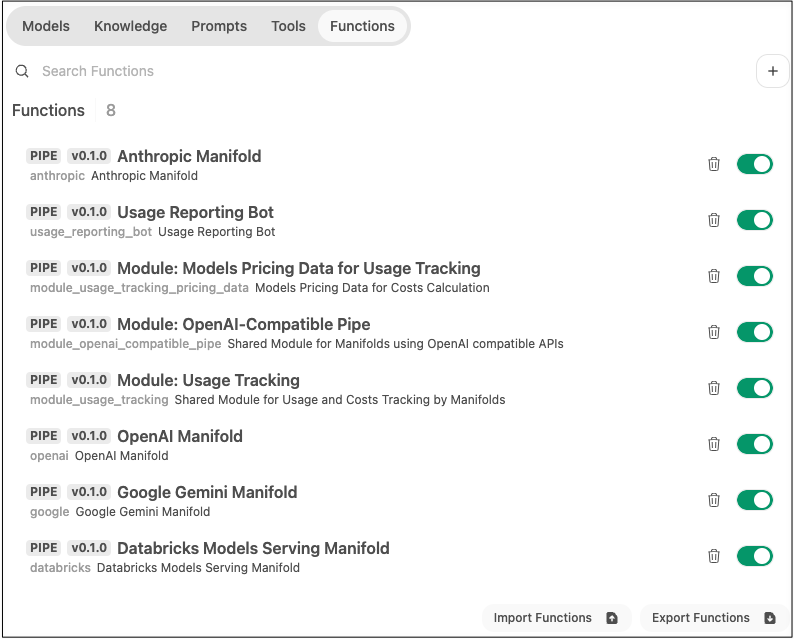 Models Knowledge Prompts Tools Functions
Search Functions
Functions 8
PIPE v0.1.0 Anthropic Manifold
anthropic Anthropic Manifold
PIPE v0.1.0 Usage Reporting Bot
usage_reporting_bot Usage Reporting Bot
PIPE v0.1.0 Module: Models Pricing Data for Usage Tracking
module_usage_tracking_pricing_data Models Pricing Data for Costs Calculation
PIPE v0.1.0 Module: OpenAI-Compatible Pipe
module_openai_compatible_pipe Shared Module for Manifolds using OpenAI compatible APIs
PIPE v0.1.0 Module: Usage Tracking
module_usage_tracking Shared Module for Usage and Costs Tracking by Manifolds
PIPE v0.1.0 OpenAI Manifold
openai OpenAI Manifold
PIPE v0.1.0 Google Gemini Manifold
google Google Gemini Manifold
PIPE v0.1.0 Databricks Models Serving Manifold
databricks Databricks Models Serving Manifold
Import Functions Export Functions